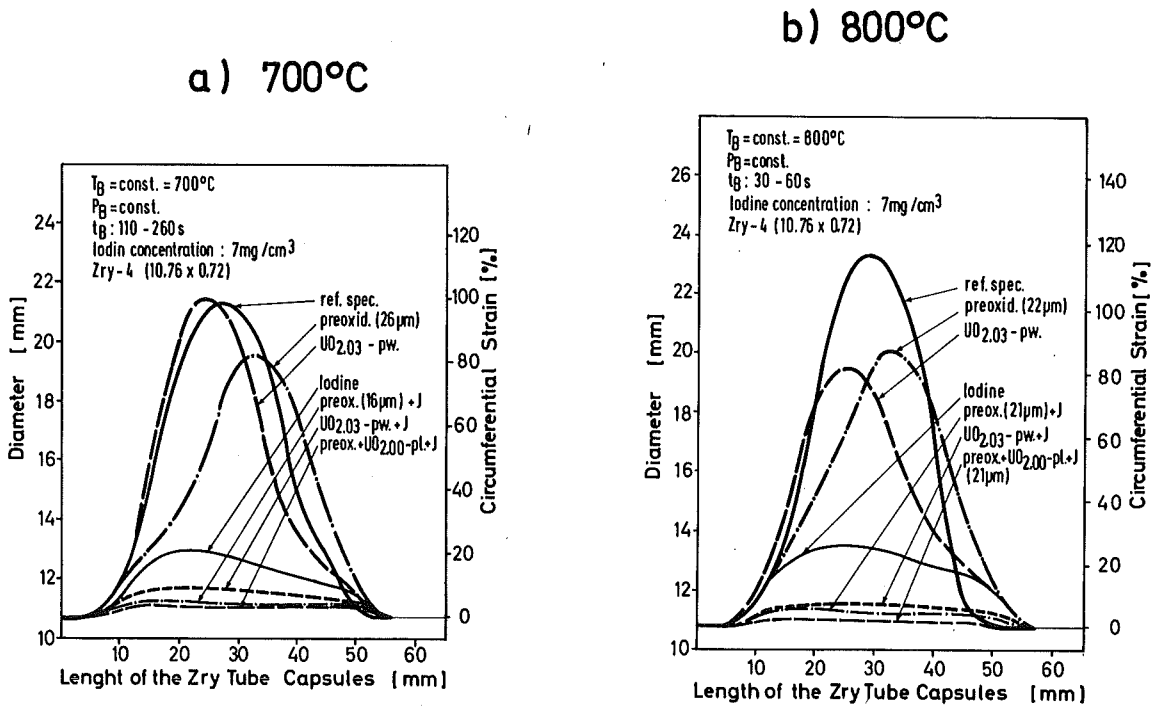 a) 700°C
T_B = const. = 700°C
P_B = const.
t_B : 110 - 260 s
Iodin concentration : 7mg/cm³
Zry - 4 (10.76 x 0.72)
Diameter [mm]
24
22
20
18
16
14
12
10
ref. spec.
preoxid. (26µm)
UO₂.₀₃ - pw.
Iodine
preox. (16µm) + J
UO₂.₀₃ - pw. + J
preox.+UO₂.₀₀-pl.+J
120
100
80
60
40
20
0
Circumferential Strain [%]
10 20 30 40 50 60
Lenght of the Zry Tube Capsules [mm]
b) 800°C
T_B = const. = 800°C
P_B = const.
t_B : 30 - 60 s
Iodine concentration : 7mg/cm³
Zry-4 (10.76 x 0.72)
Diameter [mm]
26
24
22
20
18
16
14
12
10
ref. spec.
preoxid. (22µm)
UO₂.₀₃ - pw.
Iodine
preox. (21µm)+J
UO₂.₀₃-pw.+J
preox.+UO₂.₀₀-pl.+J
(21µm)
140
120
100
80
60
40
20
0
Circumferential Strain [%]
10 20 30 40 50 60
Length of the Zry Tube Capsules [mm]